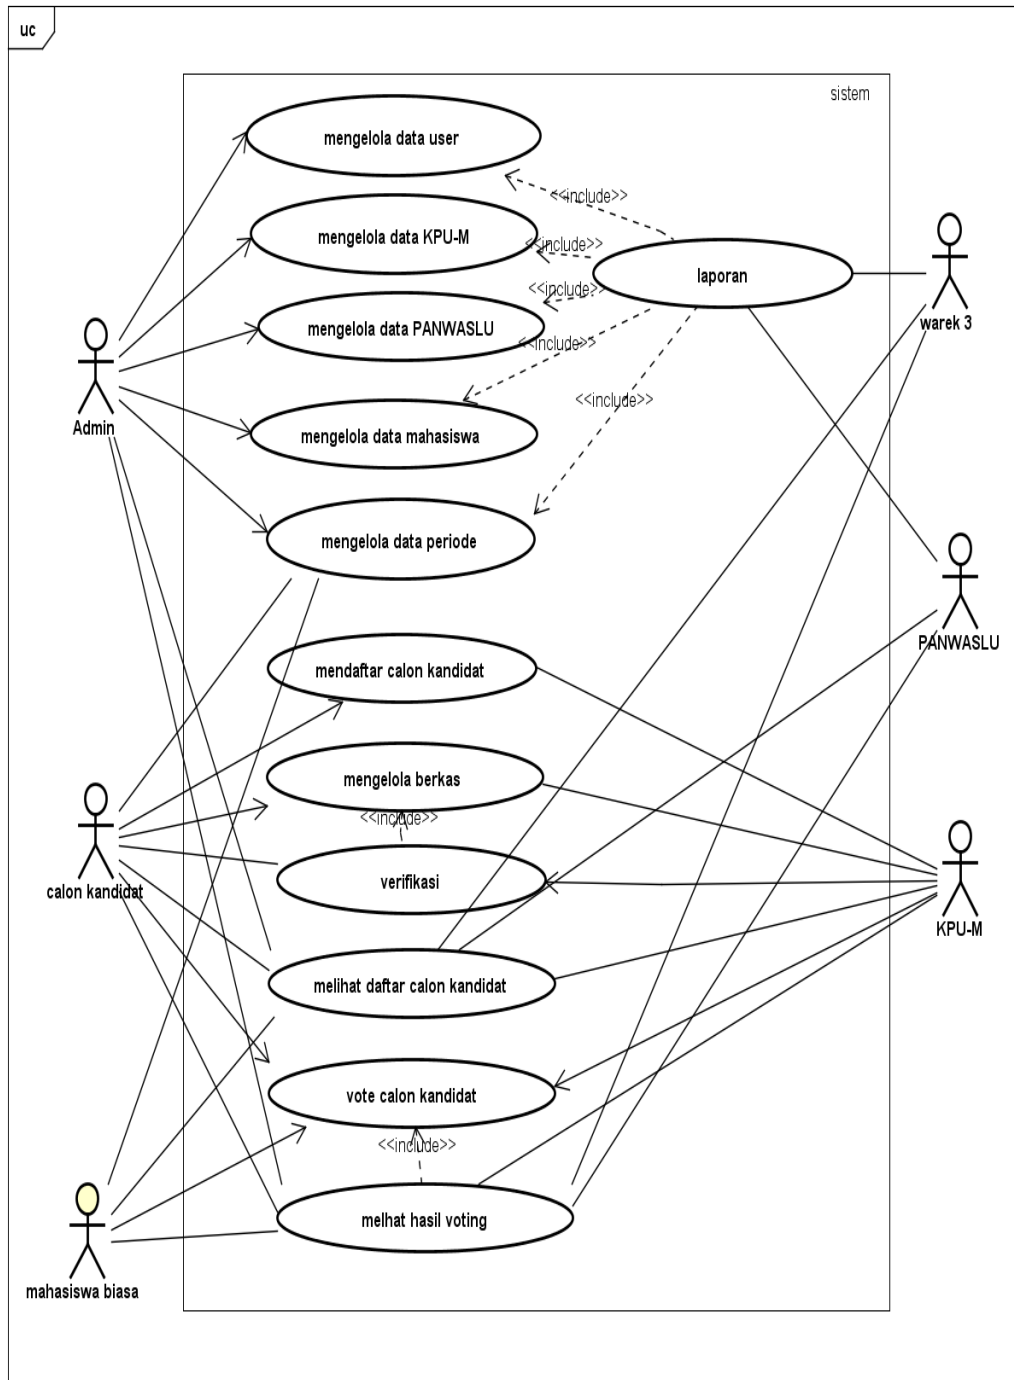 uc
sistem
mengelola data user
<<include>>
mengelola data KPU-M
<<include>>
laporan
<<include>>
mengelola data PANWASLU
<<include>>
warek 3
<<include>>
Admin
mengelola data mahasiswa
mengelola data periode
PANWASLU
mendaftar calon kandidat
mengelola berkas
<<include>>
verifikasi
calon kandidat
KPU-M
melihat daftar calon kandidat
vote calon kandidat
<<include>>
melhat hasil voting
mahasiswa biasa